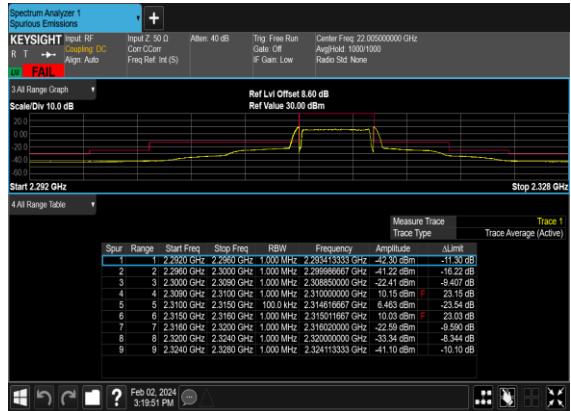 Spectrum Analyzer 1
Spurious Emissions
KEYSIGHT
R T
LW FAIL
Input: RF
Coupling: DC
Align: Auto
Input Z: 50 Ω
Corr CCorr
Freq Ref: Int (S)
Atten: 40 dB
Trig: Free Run
Gate: Off
IF Gain: Low
Center Freq: 22.005000000 GHz
Avg|Hold: 1000/1000
Radio Std: None
3 All Range Graph
Scale/Div 10.0 dB
Ref Lvl Offset 8.60 dB
Ref Value 30.00 dBm
20.0
0.00
-20.0
-40.0
-60.0
Start 2.292 GHz
Stop 2.328 GHz
4 All Range Table
Measure Trace Trace 1
Trace Type Trace Average (Active)
Spur Range Start Freq Stop Freq RBW Frequency Amplitude ΔLimit
1 1 2.2920 GHz 2.2960 GHz 1.000 MHz 2.293413333 GHz -42.30 dBm -11.30 dB
2 2 2.2960 GHz 2.3000 GHz 1.000 MHz 2.299986667 GHz -41.22 dBm -16.22 dB
3 3 2.3000 GHz 2.3090 GHz 1.000 MHz 2.308850000 GHz -22.41 dBm -9.407 dB
4 4 2.3090 GHz 2.3100 GHz 1.000 MHz 2.310000000 GHz 10.15 dBm F 23.15 dB
5 5 2.3100 GHz 2.3150 GHz 100.0 kHz 2.314616667 GHz 6.463 dBm -23.54 dB
6 6 2.3150 GHz 2.3160 GHz 1.000 MHz 2.315011667 GHz 10.03 dBm F 23.03 dB
7 7 2.3160 GHz 2.3200 GHz 1.000 MHz 2.316020000 GHz -22.59 dBm -9.590 dB
8 8 2.3200 GHz 2.3240 GHz 1.000 MHz 2.320000000 GHz -33.34 dBm -8.344 dB
9 9 2.3240 GHz 2.3280 GHz 1.000 MHz 2.324113333 GHz -41.10 dBm -10.10 dB
?
Feb 02, 2024
3:19:51 PM